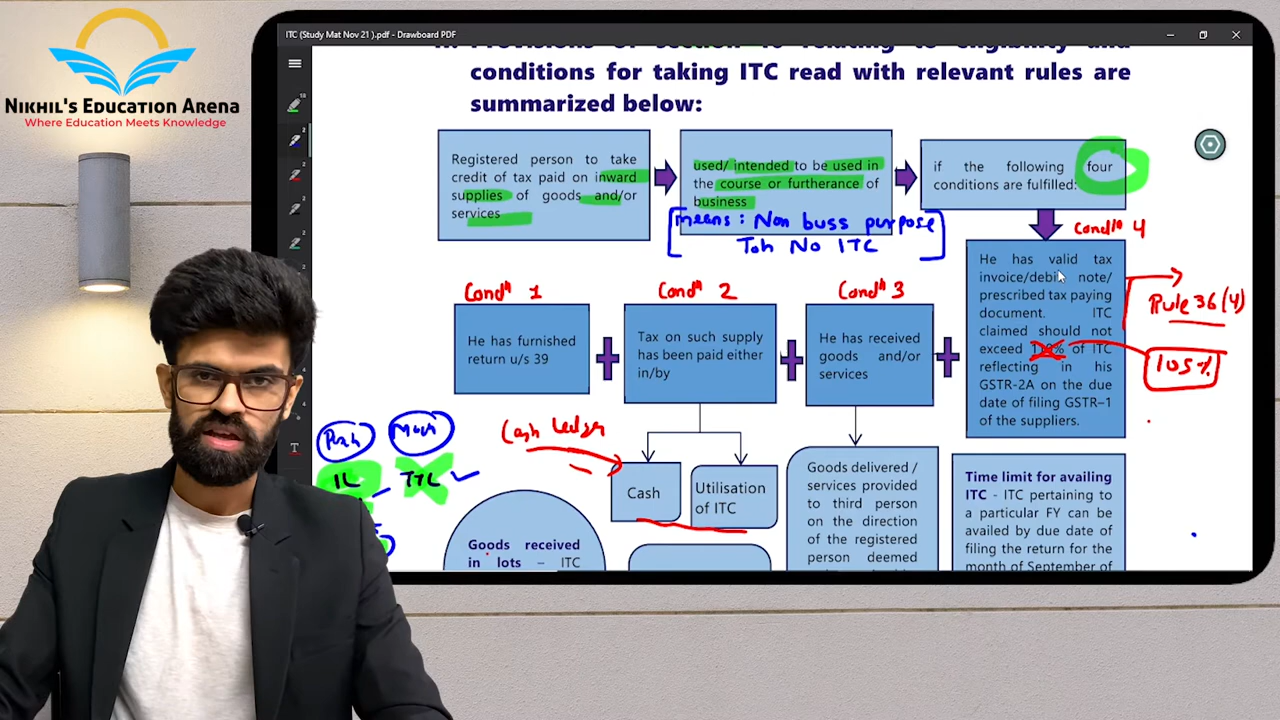 NIKHIL'S EDUCATION ARENA
Where Education Meets Knowledge
ITC (Study Mat Nov 21 ).pdf - Drawboard PDF
conditions for taking ITC read with relevant rules are
summarized below:
Registered person to take
credit of tax paid on inward
supplies of goods and/or
services
used/ intended to be used in
the course or furtherance of
business
if the following four
conditions are fulfilled:
[means : Non buss purpose
Toh No ITC]
Condn 4
Condn 1
He has furnished
return u/s 39
Condn 2
Tax on such supply
has been paid either
in/by
Condn 3
He has received
goods and/or
services
He has valid tax
invoice/debit note/
prescribed tax paying
document. ITC
claimed should not
exceed of ITC
reflecting in his
GSTR-2A on the due
date of filing GSTR–1
of the suppliers.
Rule 36(4)
105%
Cash ledger
Cash
Utilisation
of ITC
Goods received
in lots – ITC
Goods delivered /
services provided
to third person
on the direction
of the registered
person deemed
Time limit for availing
ITC - ITC pertaining to
a particular FY can be
availed by due date of
filing the return for the
month of September of